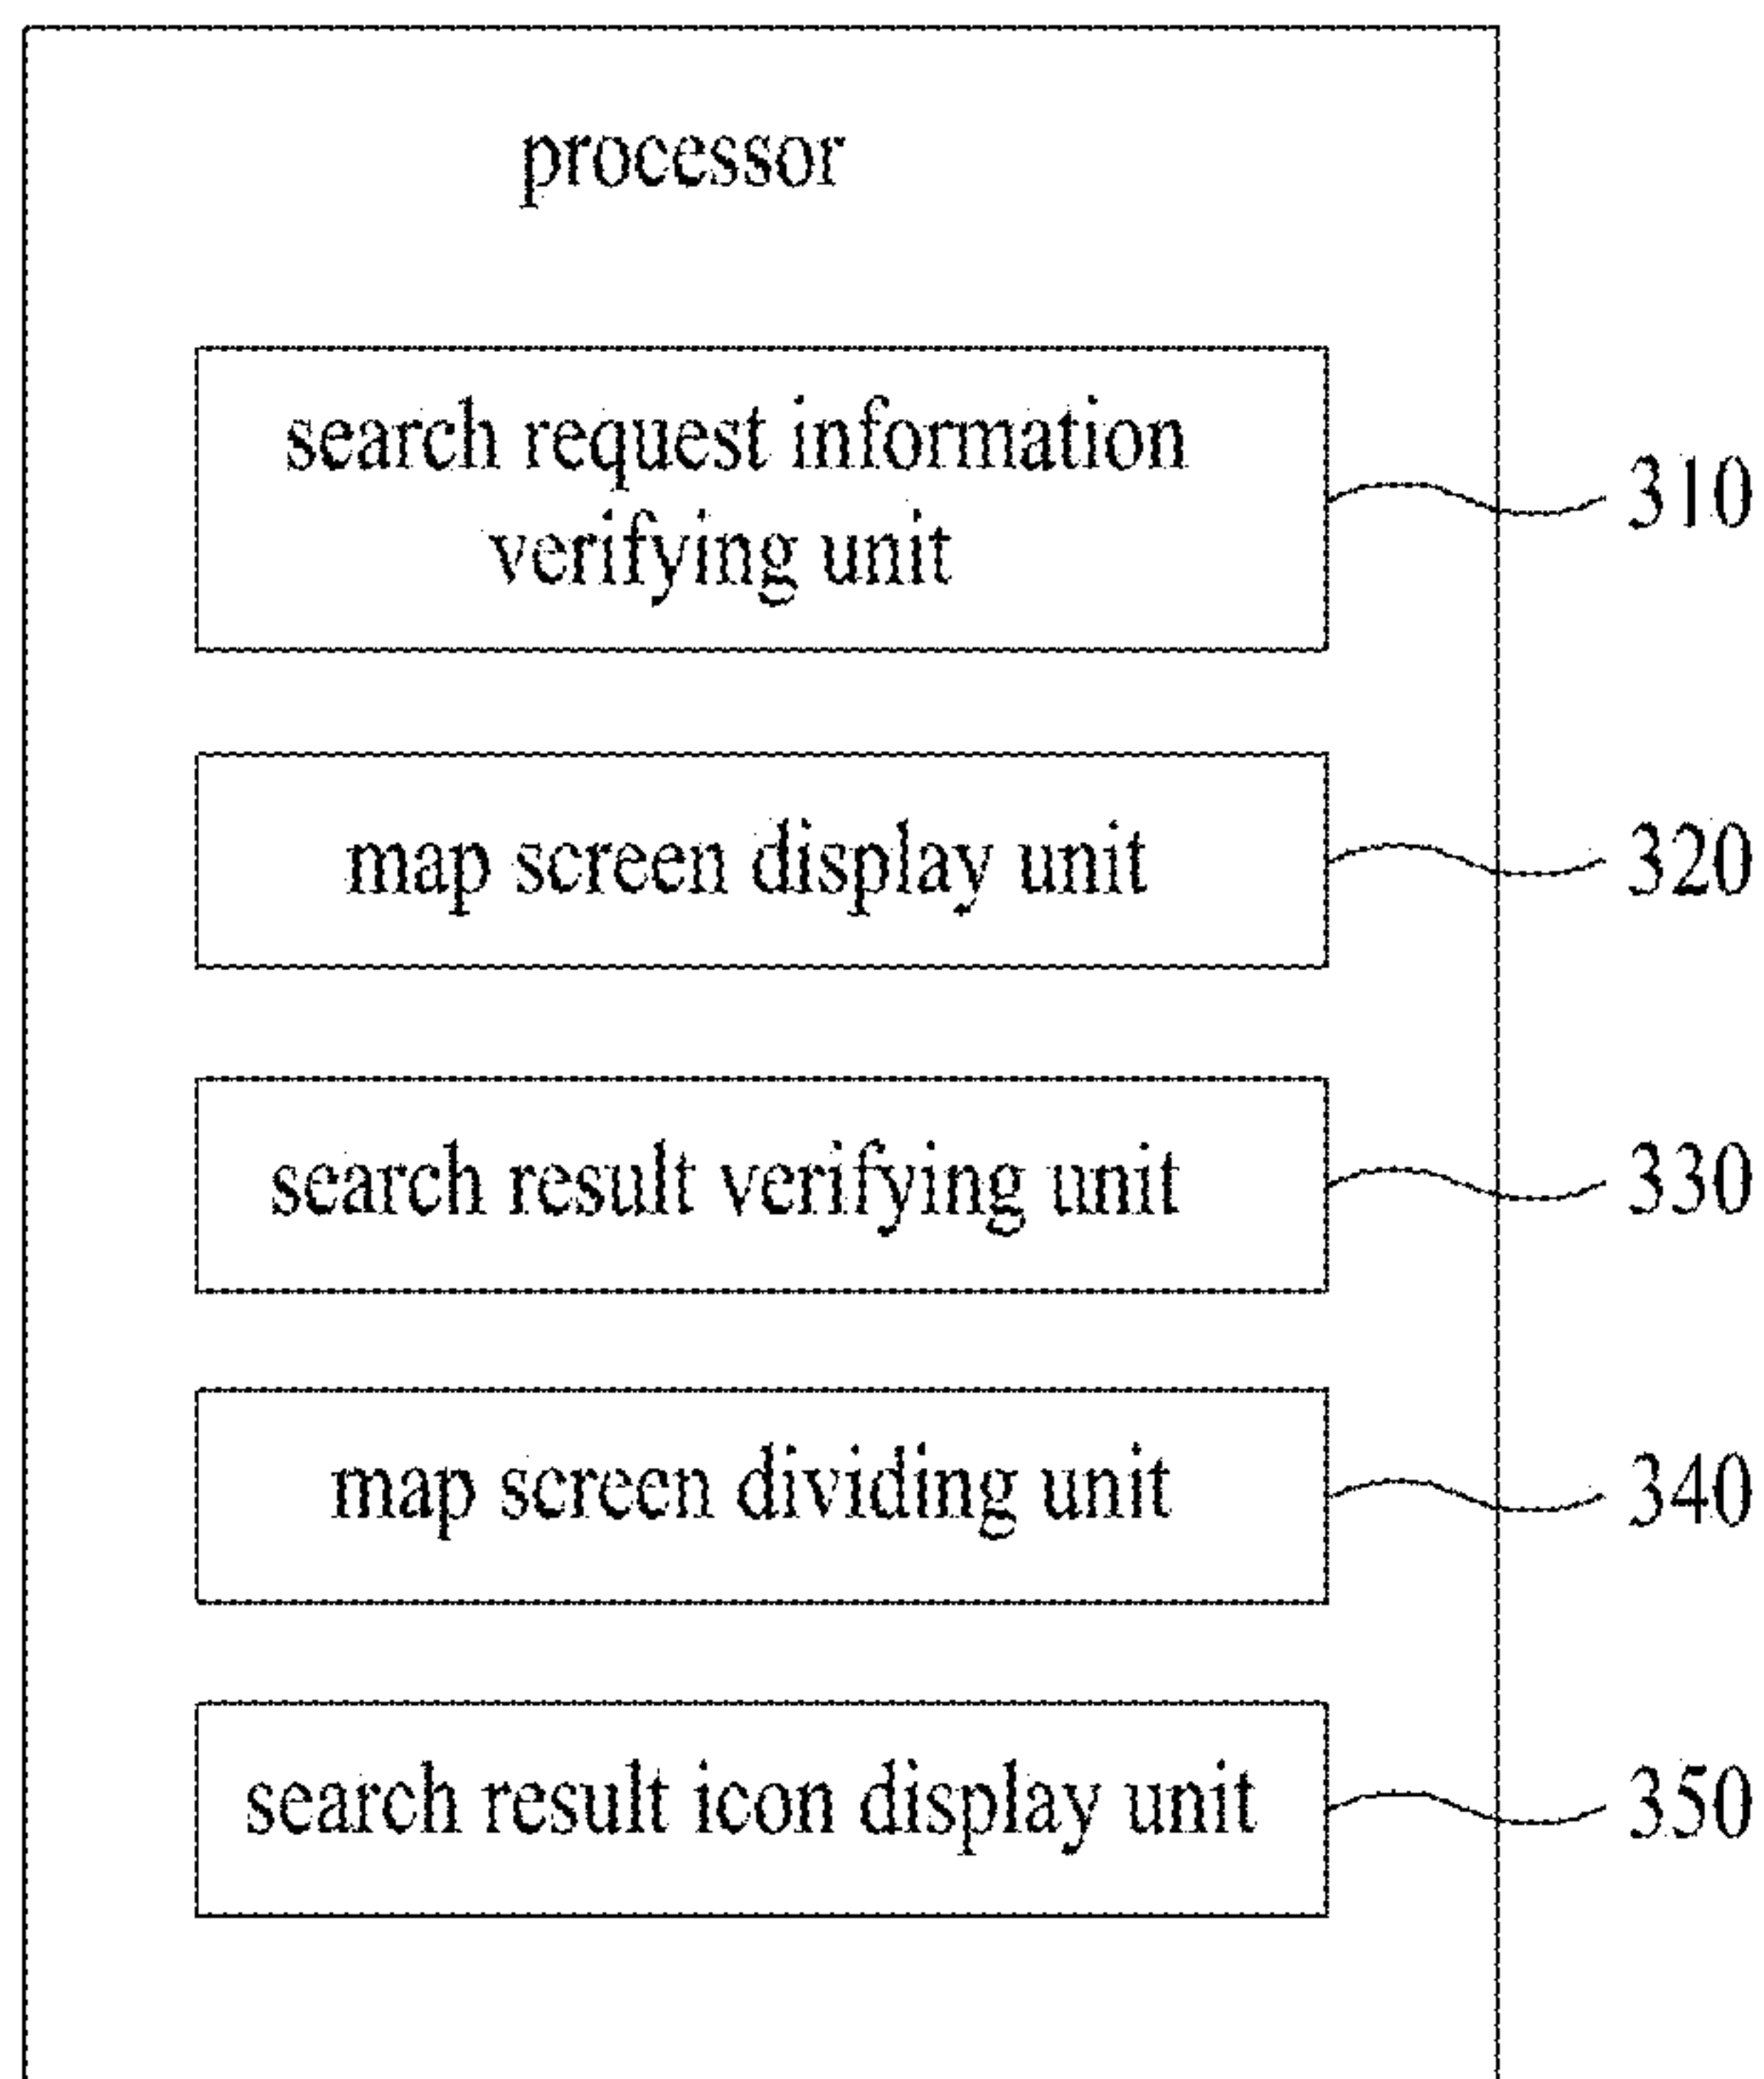 processor
search request information
verifying unit
310
map screen display unit
320
search result verifying unit
330
map screen dividing unit
340
search result icon display unit
350